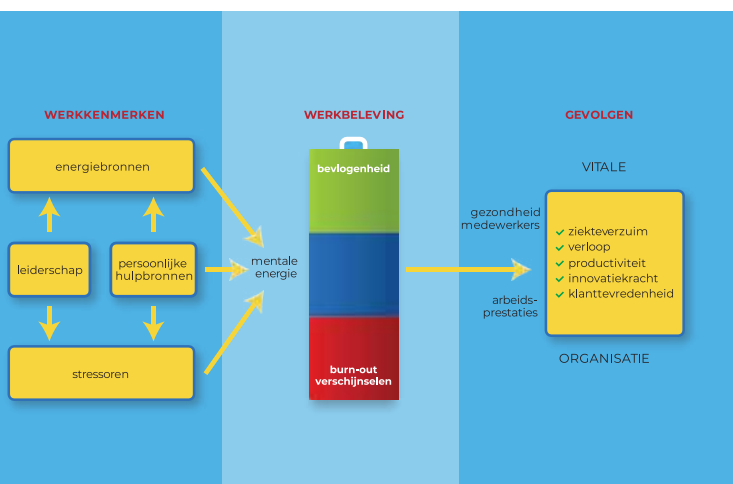 WERKKENMERKEN
energiebronnen
leiderschap
persoonlijke
hulpbronnen
stressoren
WERKBELEVING
mentale
energie
bevlogenheid
burn-out
verschijnselen
GEVOLGEN
VITALE
gezondheid
medewerkers
arbeids-
prestaties
ziekteverzuim
verloop
productiviteit
innovatiekracht
klanttevredenheid
ORGANISATIE